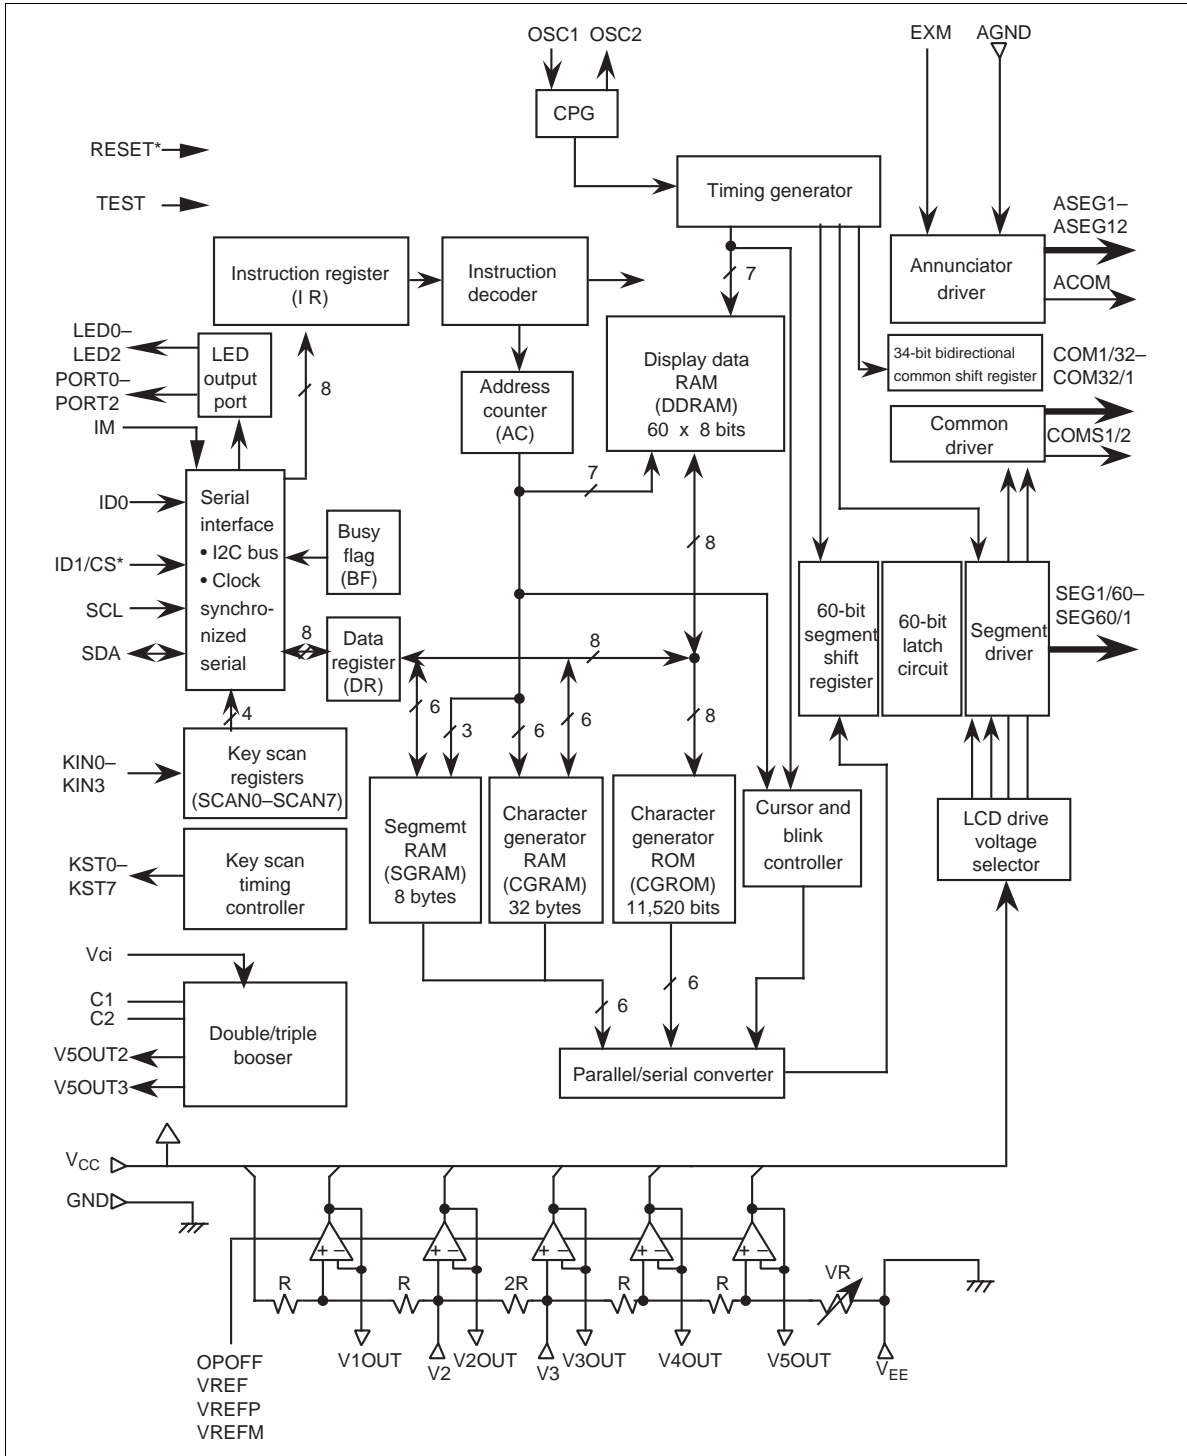 OSC1 OSC2
EXM AGND
CPG
RESET*
TEST
Timing generator
ASEG1–
ASEG12
Annunciator
driver
ACOM
Instruction register
(I R)
Instruction
decoder
7
LED0–
LED2
PORT0–
PORT2
LED
output
port
8
Address
counter
(AC)
Display data
RAM
(DDRAM)
60 x 8 bits
34-bit bidirectional
common shift register
COM1/32–
COM32/1
Common
driver
COMS1/2
IM
ID0
ID1/CS*
SCL
SDA
Serial
interface
• I2C bus
• Clock
synchro-
nized
serial
Busy
flag
(BF)
7
8
8
Data
register
(DR)
8
60-bit
segment
shift
register
60-bit
latch
circuit
Segment
driver
SEG1/60–
SEG60/1
4
6
3
6
6
8
KIN0–
KIN3
Key scan
registers
(SCAN0–SCAN7)
Segmemt
RAM
(SGRAM)
8 bytes
Character
generator
RAM
(CGRAM)
32 bytes
Character
generator
ROM
(CGROM)
11,520 bits
Cursor and
blink
controller
LCD drive
voltage
selector
KST0–
KST7
Key scan
timing
controller
6
6
Vci
C1
C2
V5OUT2
V5OUT3
Double/triple
booser
Parallel/serial converter
VCC
GND
+ − + − + − + − + −
R R 2R R R VR
V1OUT V2 V2OUT V3 V3OUT V4OUT V5OUT VEE
OPOFF
VREF
VREFP
VREFM